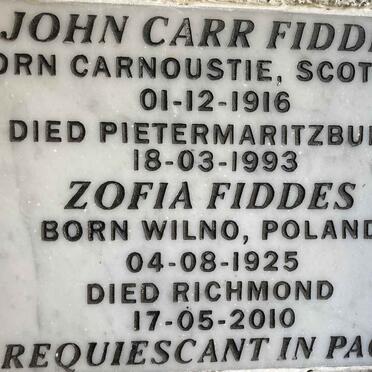 JOHN CARR FIDD
ORN CARNOUSTIE, SCOT
01-12-1916
DIED PIETERMARITZBU
18-03-1993
ZOFIA FIDDES
BORN WILNO, POLAND
04-08-1925
DIED RICHMOND
17-05-2010
REQUIESCANT IN PAC